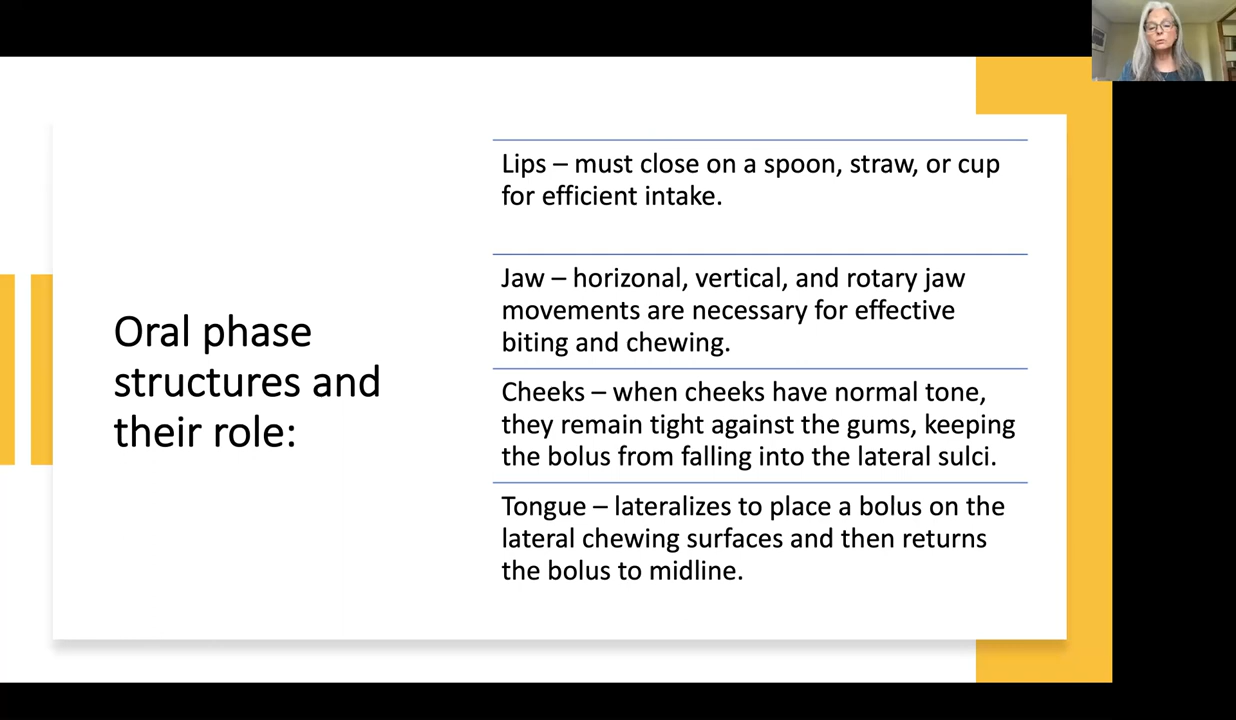 Oral phase
structures and
their role:
Lips – must close on a spoon, straw, or cup
for efficient intake.
Jaw – horizonal, vertical, and rotary jaw
movements are necessary for effective
biting and chewing.
Cheeks – when cheeks have normal tone,
they remain tight against the gums, keeping
the bolus from falling into the lateral sulci.
Tongue – lateralizes to place a bolus on the
lateral chewing surfaces and then returns
the bolus to midline.